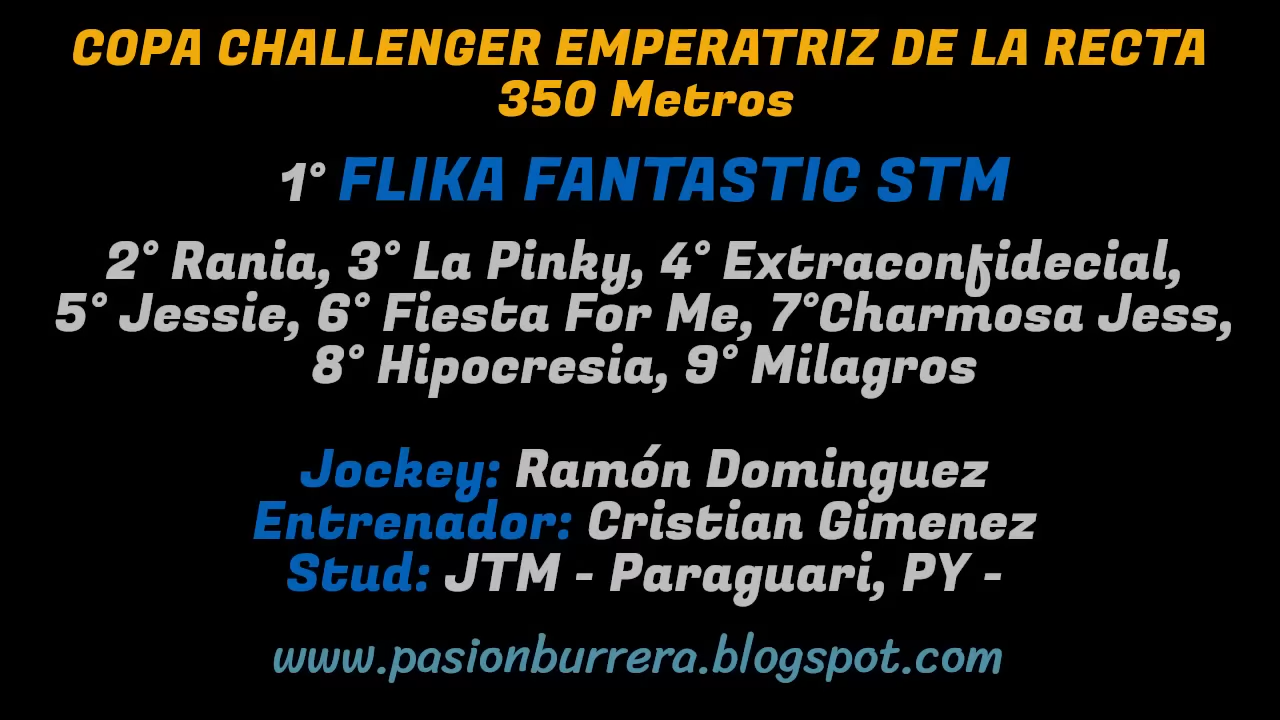 COPA CHALLENGER EMPERATRIZ DE LA RECTA
350 Metros
1° FLIKA FANTASTIC STM
2° Rania, 3° La Pinky, 4° Extraconfidecial,
5° Jessie, 6° Fiesta For Me, 7°Charmosa Jess,
8° Hipocresia, 9° Milagros
Jockey: Ramón Dominguez
Entrenador: Cristian Gimenez
Stud: JTM - Paraguari, PY -
www.pasionburrera.blogspot.com